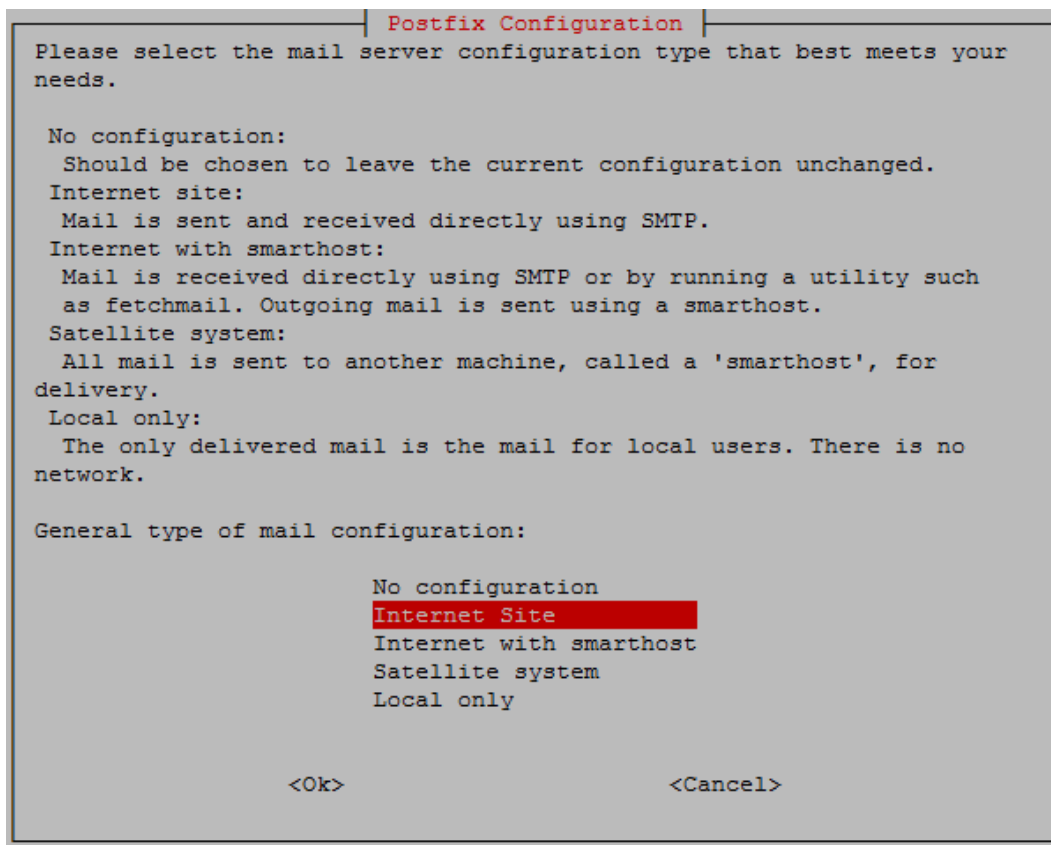 Postfix Configuration
Please select the mail server configuration type that best meets your
needs.
No configuration:
Should be chosen to leave the current configuration unchanged.
Internet site:
Mail is sent and received directly using SMTP.
Internet with smarthost:
Mail is received directly using SMTP or by running a utility such
as fetchmail. Outgoing mail is sent using a smarthost.
Satellite system:
All mail is sent to another machine, called a 'smarthost', for
delivery.
Local only:
The only delivered mail is the mail for local users. There is no
network.
General type of mail configuration:
No configuration
Internet Site
Internet with smarthost
Satellite system
Local only
<Ok> <Cancel>